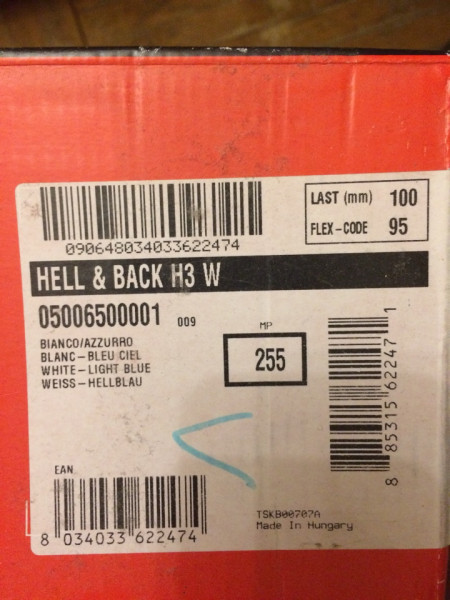 LAST (mm) 100
FLEX-CODE 95
090648034033622474
HELL & BACK H3 W
05006500001 009
BIANCO/AZZURRO
BLANC-BLEU CIEL
WHITE-LIGHT BLUE
WEISS-HELLBLAU
MP
255
8 85315 62247 1
EAN
8 034033 622474
TSKB00707A
Made In Hungary